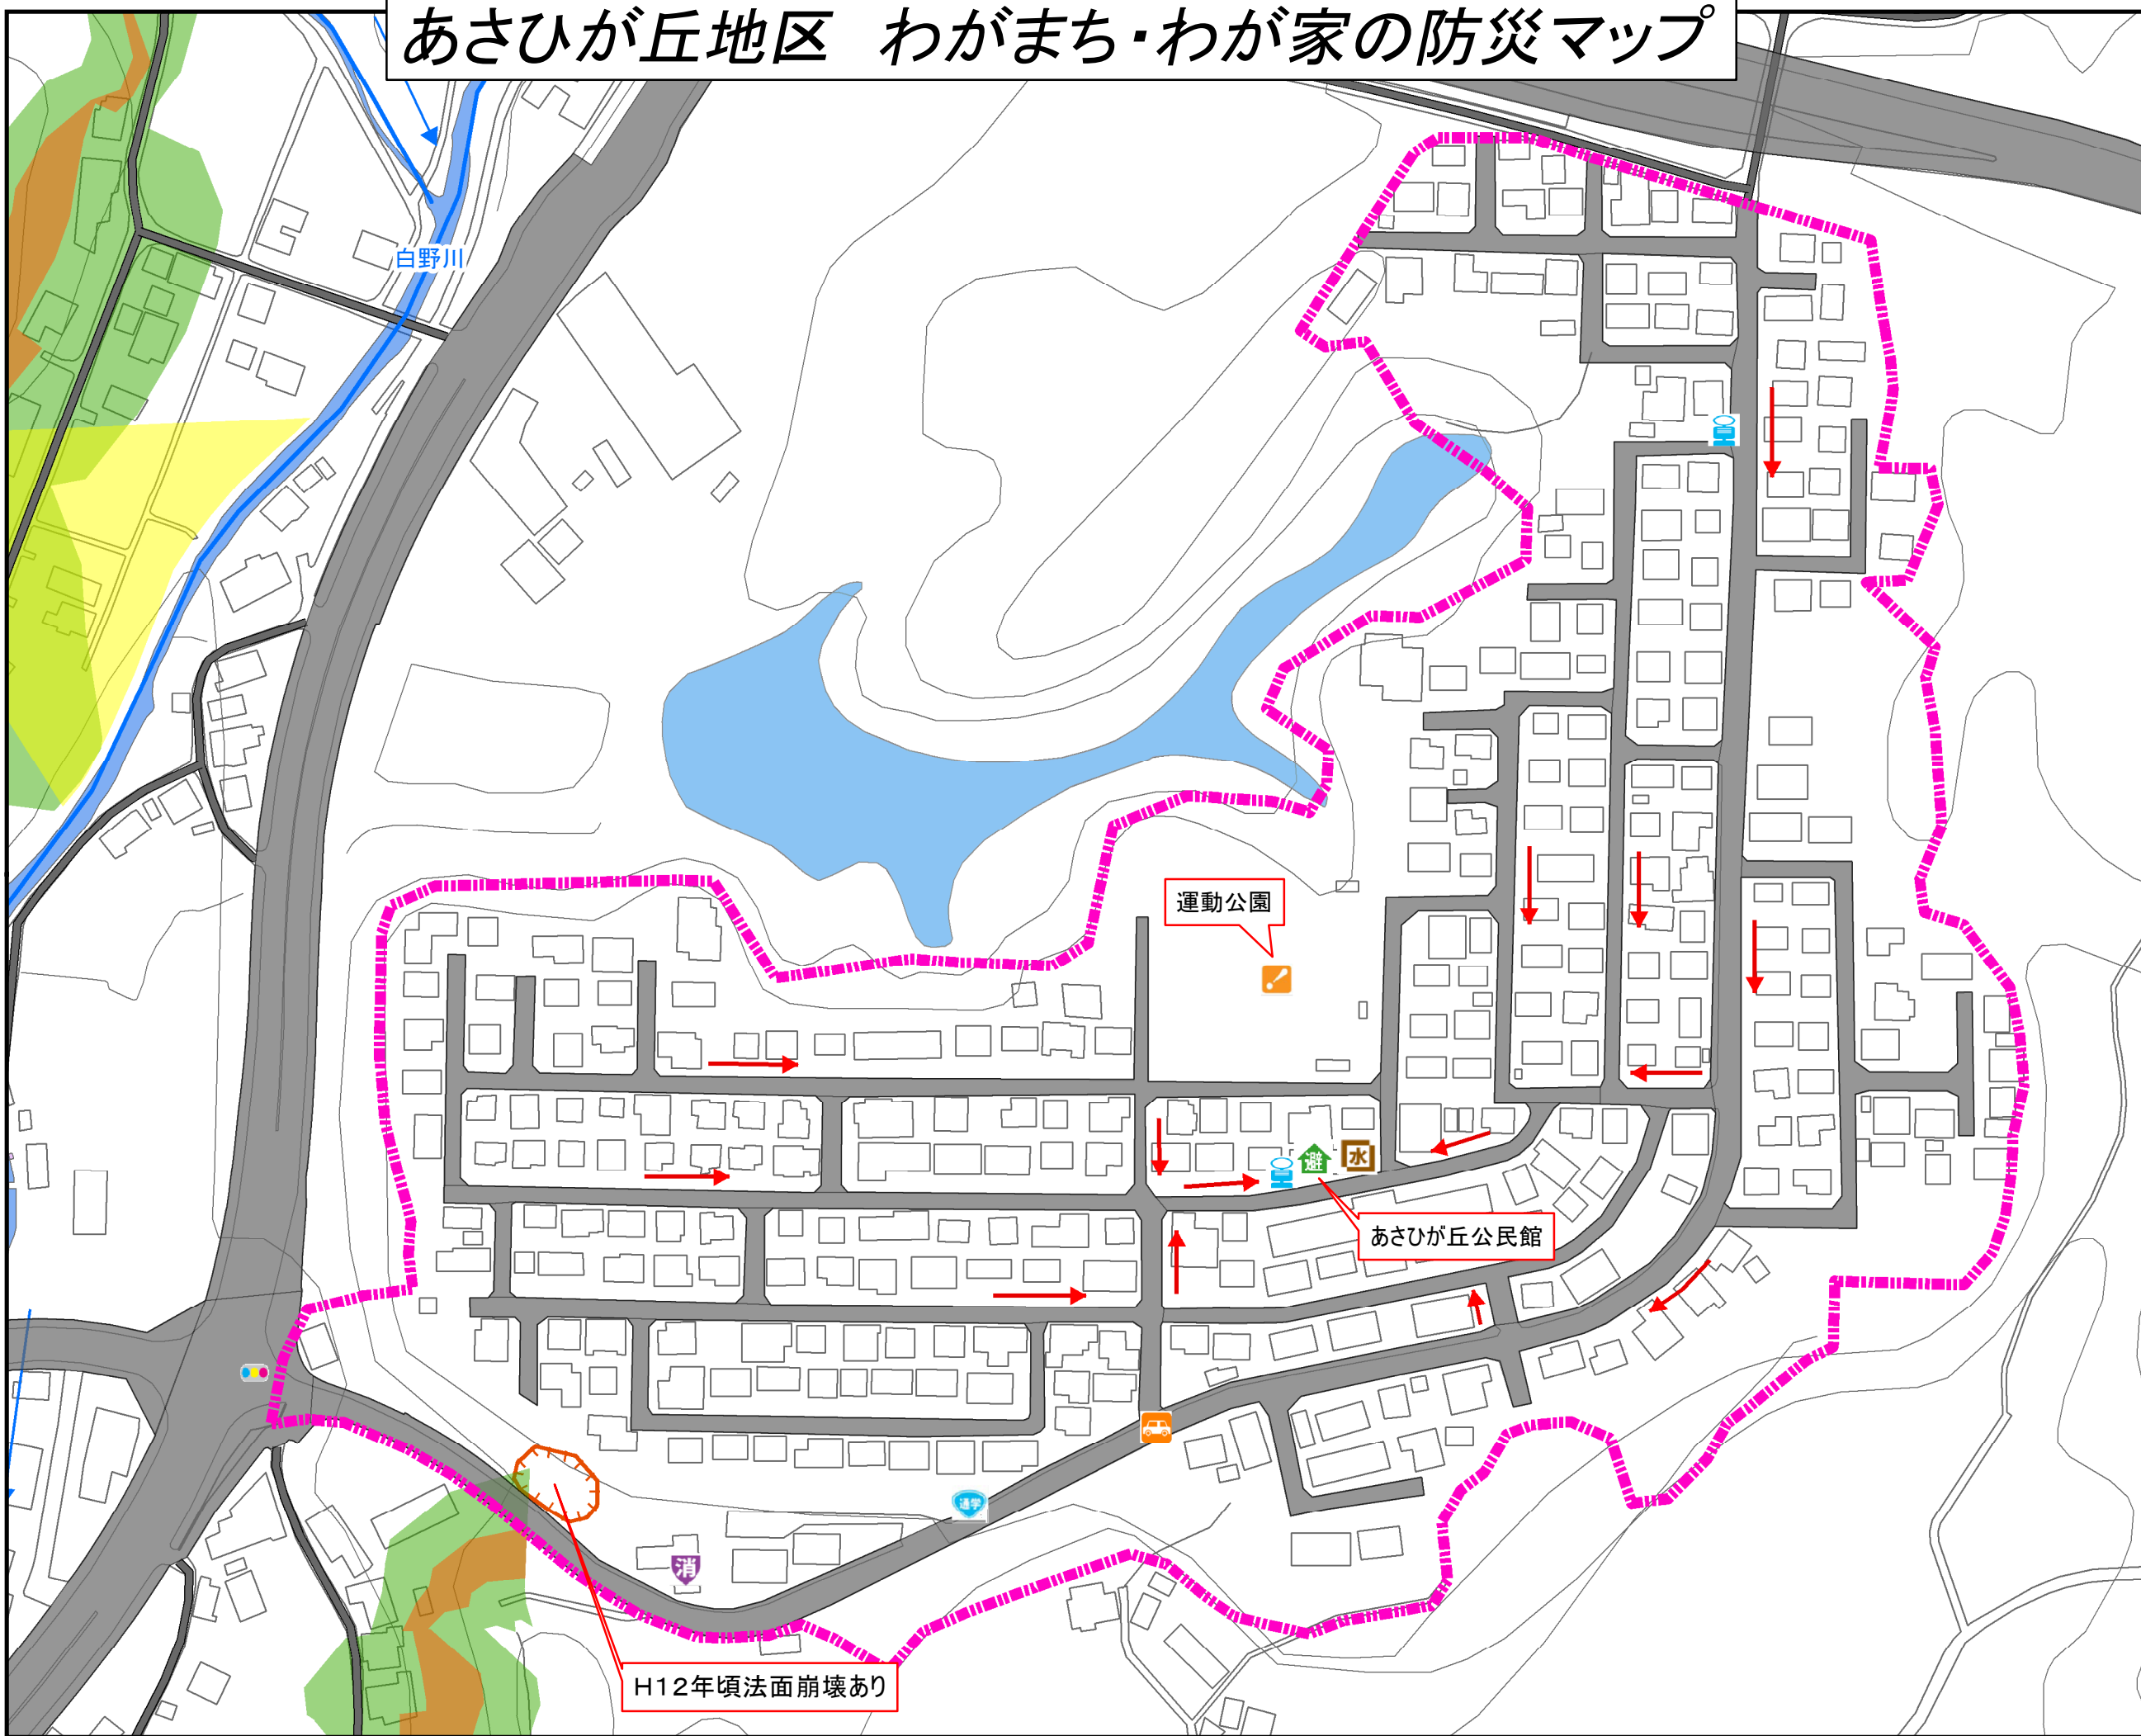 あさひが丘地区　わがまち・わが家の防災マップ
白野川
運動公園
避
水
あさひが丘公民館
通学
消
H12年頃法面崩壊あり